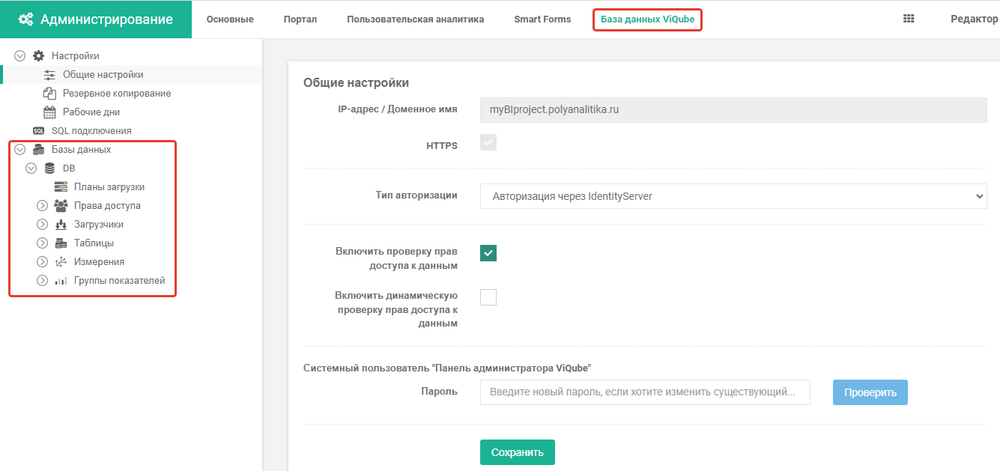 Администрирование
Основные
Портал
Пользовательская аналитика
Smart Forms
База данных ViQube
Редактор
Настройки
Общие настройки
Резервное копирование
Рабочие дни
SQL SQL подключения
Базы данных
DB
Планы загрузки
Права доступа
Загрузчики
Таблицы
Измерения
Группы показателей
Общие настройки
IP-адрес / Доменное имя
myBIproject.polyanalitika.ru
HTTPS
Тип авторизации
Авторизация через IdentityServer
Включить проверку прав
доступа к данным
Включить динамическую
проверку прав доступа к
данным
Системный пользователь "Панель администратора ViQube"
Пароль
Введите новый пароль, если хотите изменить существующий...
Проверить
Сохранить